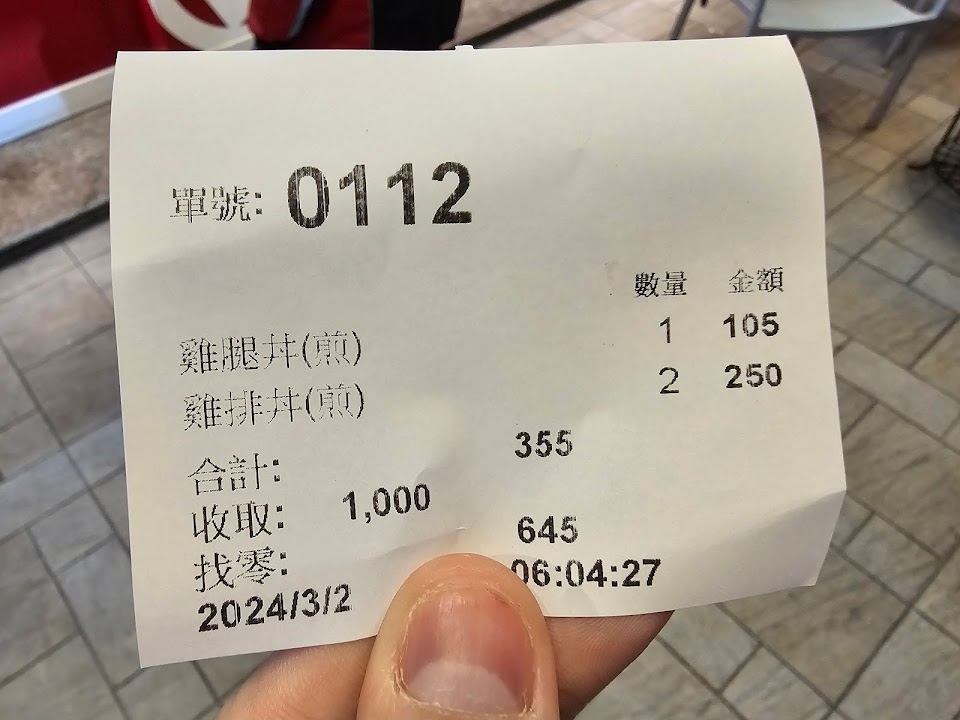 單號: 0112
數量 金額
雞腿丼(煎) 1 105
雞排丼(煎) 2 250
合計: 355
收取: 1,000
找零: 645
2024/3/2 06:04:27